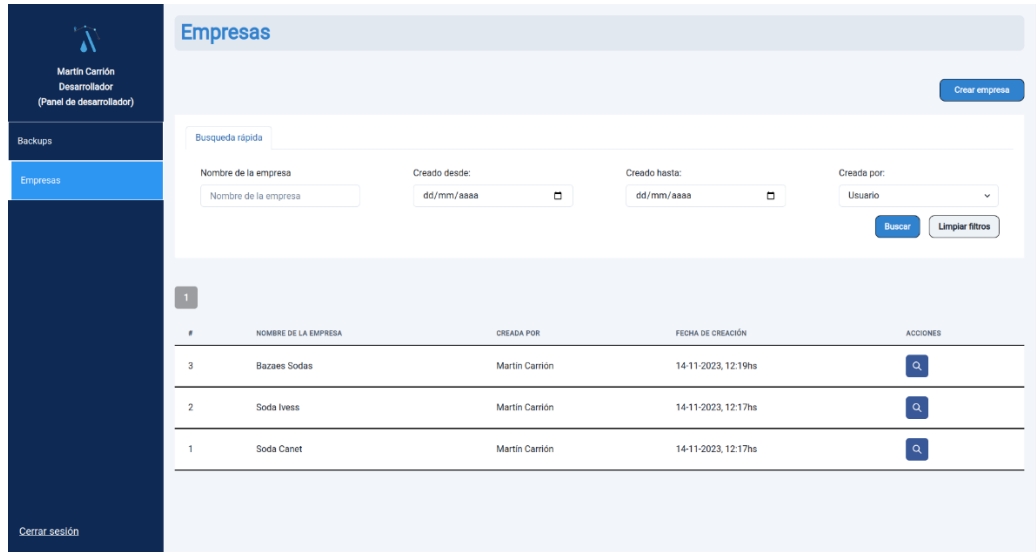 Martín Carrión
Desarrollador
(Panel de desarrollador)
Backups
Empresas
Cerrar sesión
Empresas
Crear empresa
Busqueda rápida
Nombre de la empresa Creado desde: Creado hasta: Creada por:
Nombre de la empresa dd/mm/aaaa dd/mm/aaaa Usuario
Buscar Limpiar filtros
1
# NOMBRE DE LA EMPRESA CREADA POR FECHA DE CREACIÓN ACCIONES
3 Bazaes Sodas Martín Carrión 14-11-2023, 12:19hs
2 Soda Ivess Martín Carrión 14-11-2023, 12:17hs
1 Soda Canet Martín Carrión 14-11-2023, 12:17hs